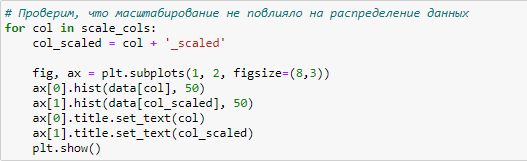 # Проверим, что масштабирование не повлияло на распределение данных
for col in scale_cols:
    col_scaled = col + '_scaled'

    fig, ax = plt.subplots(1, 2, figsize=(8,3))
    ax[0].hist(data[col], 50)
    ax[1].hist(data[col_scaled], 50)
    ax[0].title.set_text(col)
    ax[1].title.set_text(col_scaled)
    plt.show()